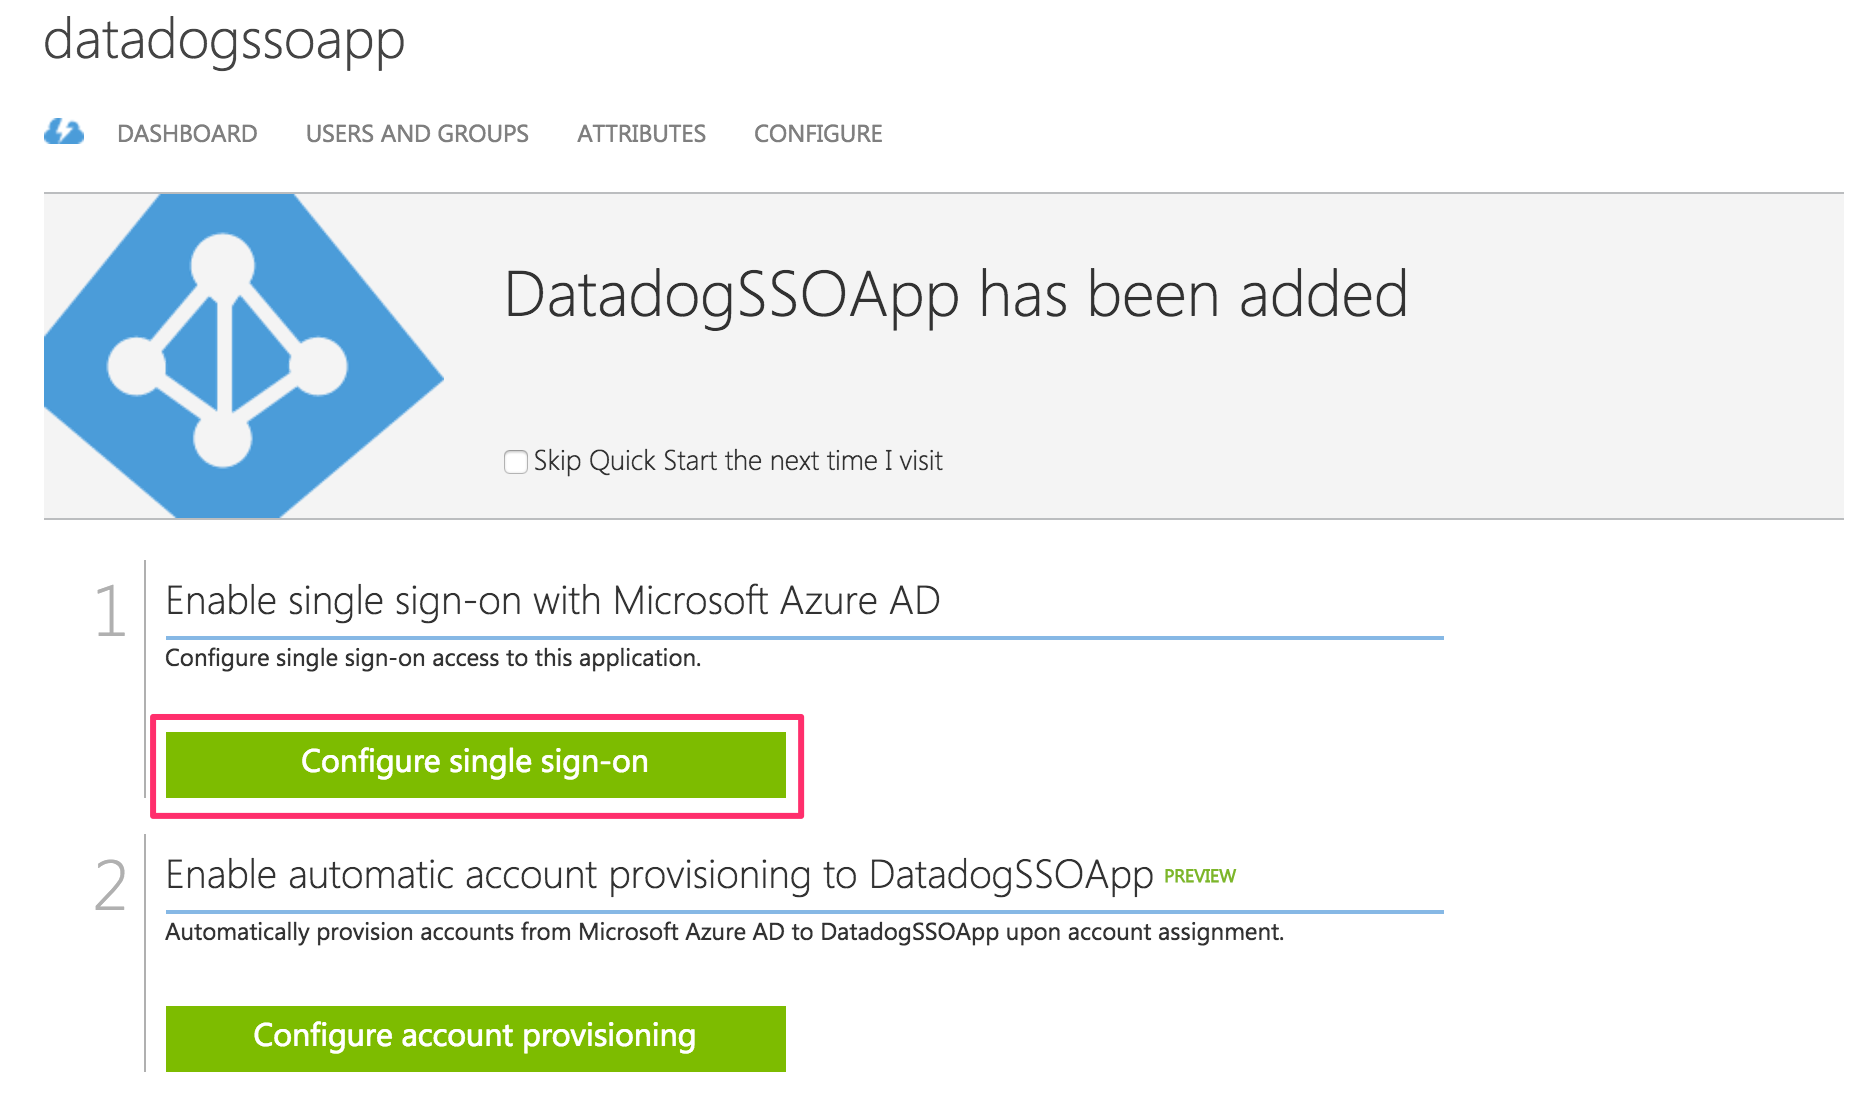 datadogssoapp
DASHBOARD USERS AND GROUPS ATTRIBUTES CONFIGURE
DatadogSSOApp has been added
Skip Quick Start the next time I visit
1
Enable single sign-on with Microsoft Azure AD
Configure single sign-on access to this application.
Configure single sign-on
2
Enable automatic account provisioning to DatadogSSOApp PREVIEW
Automatically provision accounts from Microsoft Azure AD to DatadogSSOApp upon account assignment.
Configure account provisioning